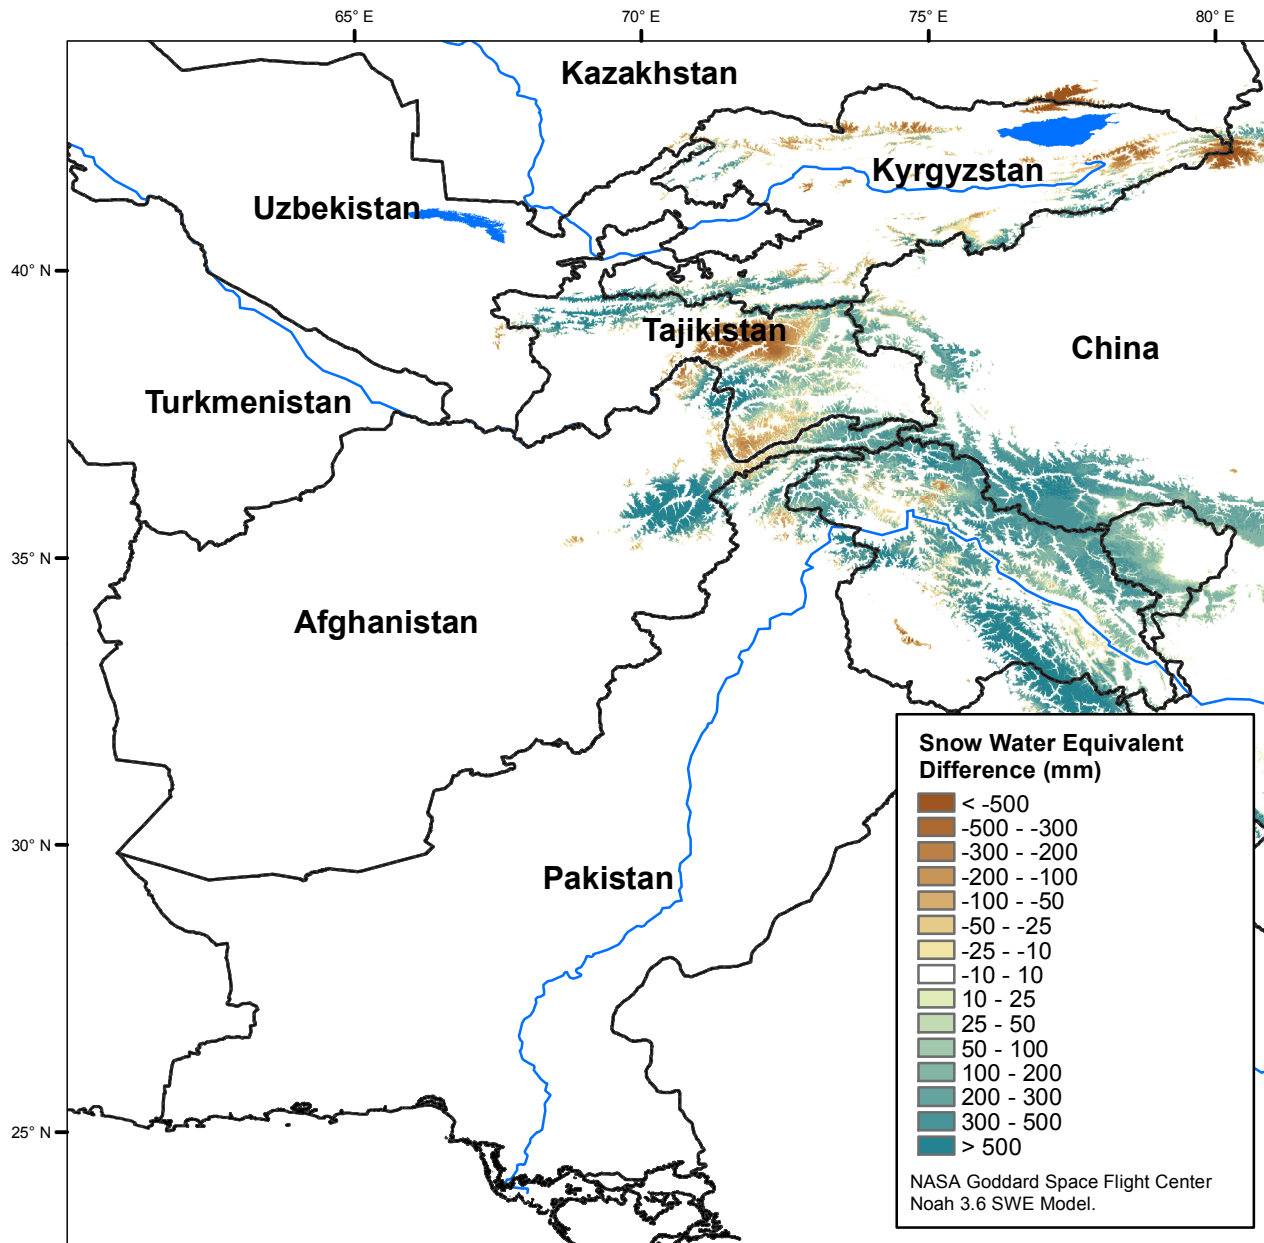 65° E
70° E
75° E
80° E
Kazakhstan
Kyrgyzstan
Uzbekistan
40° N
Tajikistan
China
Turkmenistan
35° N
Afghanistan
30° N
Pakistan
25° N
Snow Water Equivalent
Difference (mm)
< -500
-500 - -300
-300 - -200
-200 - -100
-100 - -50
-50 - -25
-25 - -10
-10 - 10
10 - 25
25 - 50
50 - 100
100 - 200
200 - 300
300 - 500
> 500
NASA Goddard Space Flight Center
Noah 3.6 SWE Model.